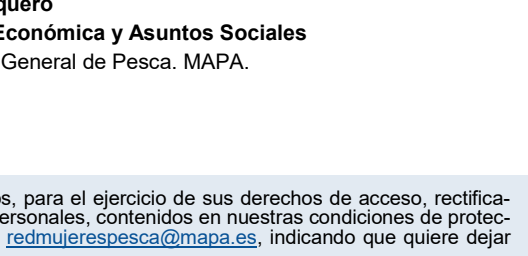 quero
Económica y Asuntos Sociales
General de Pesca. MAPA.
os, para el ejercicio de sus derechos de acceso, rectifica-
ersonales, contenidos en nuestras condiciones de protec-
redmujerespesca@mapa.es, indicando que quiere dejar